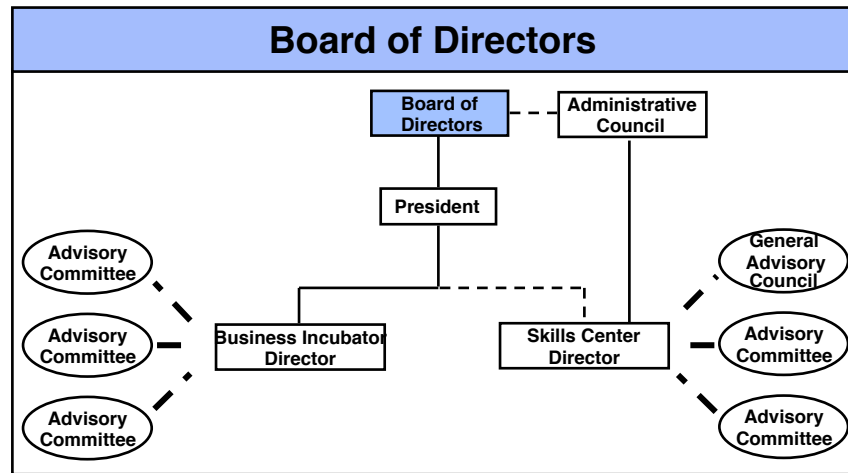 Board of Directors
Board of
Directors
Administrative
Council
President
Advisory
Committee
General
Advisory
Council
Business Incubator
Director
Skills Center
Director
Advisory
Committee
Advisory
Committee
Advisory
Committee
Advisory
Committee